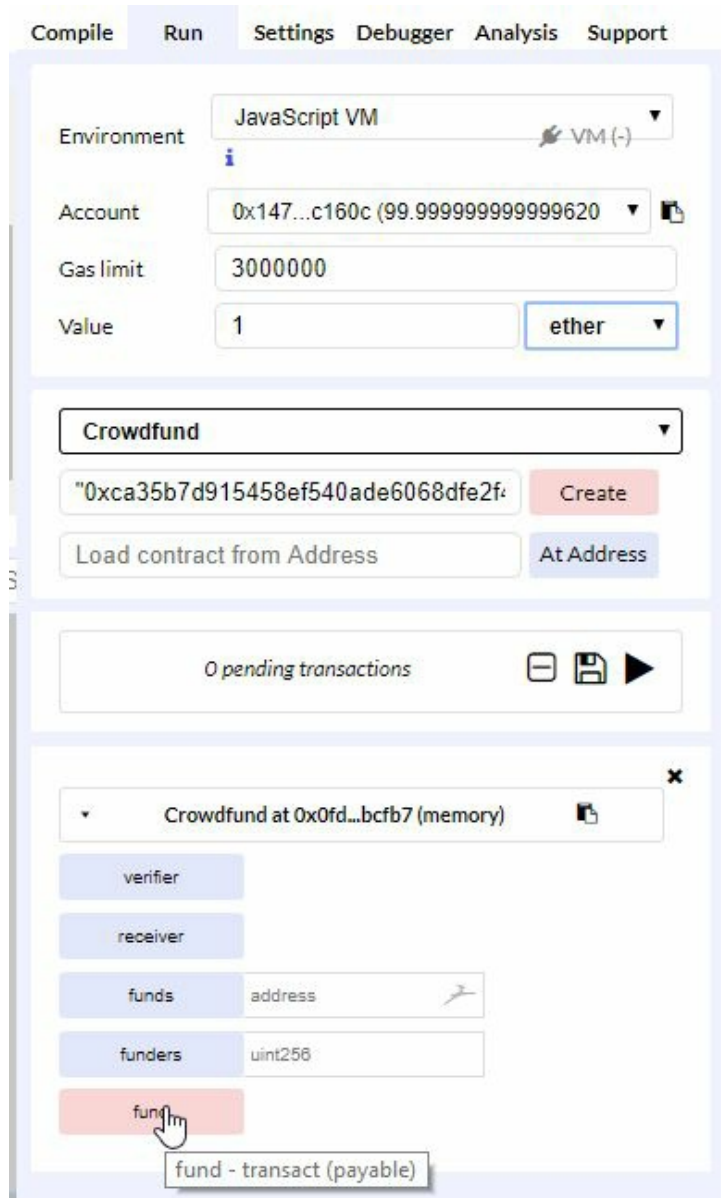 Compile Run Settings Debugger Analysis Support
Environment JavaScript VM VM (-)
i
Account 0x147...c160c (99.999999999999620
Gas limit 3000000
Value 1 ether
Crowdfund
"0xca35b7d915458ef540ade6068dfe2f4 Create
Load contract from Address At Address
0 pending transactions
Crowdfund at 0x0fd...bcfb7 (memory)
verifier
receiver
funds address
funders uint256
fund
fund - transact (payable)